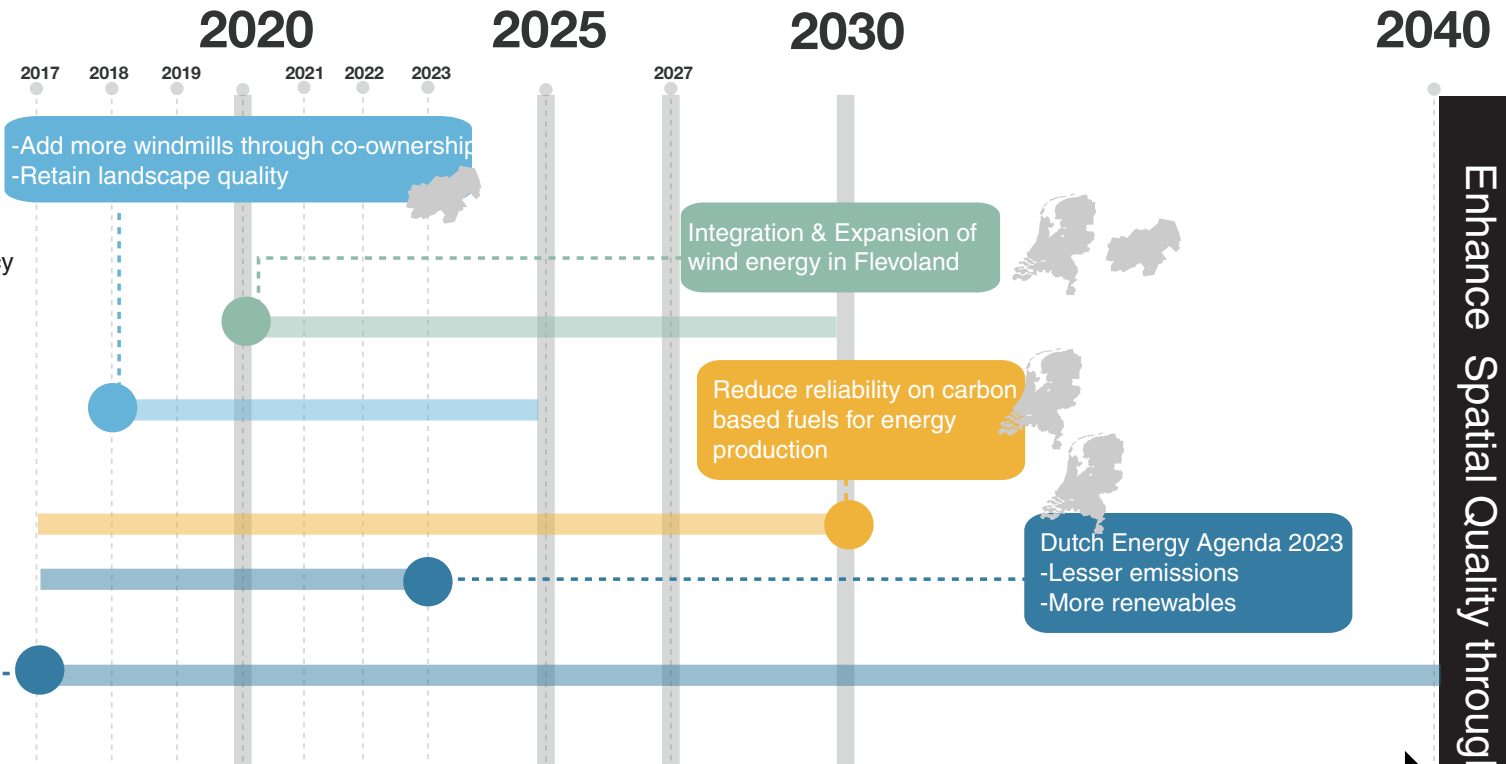 2020
2025
2030
2040
2017
2018
2019
2021
2022
2023
2027
-Add more windmills through co-ownership
-Retain landscape quality
Integration & Expansion of
wind energy in Flevoland
Reduce reliability on carbon
based fuels for energy
production
Dutch Energy Agenda 2023
-Lesser emissions
-More renewables
Enhance Spatial Quality